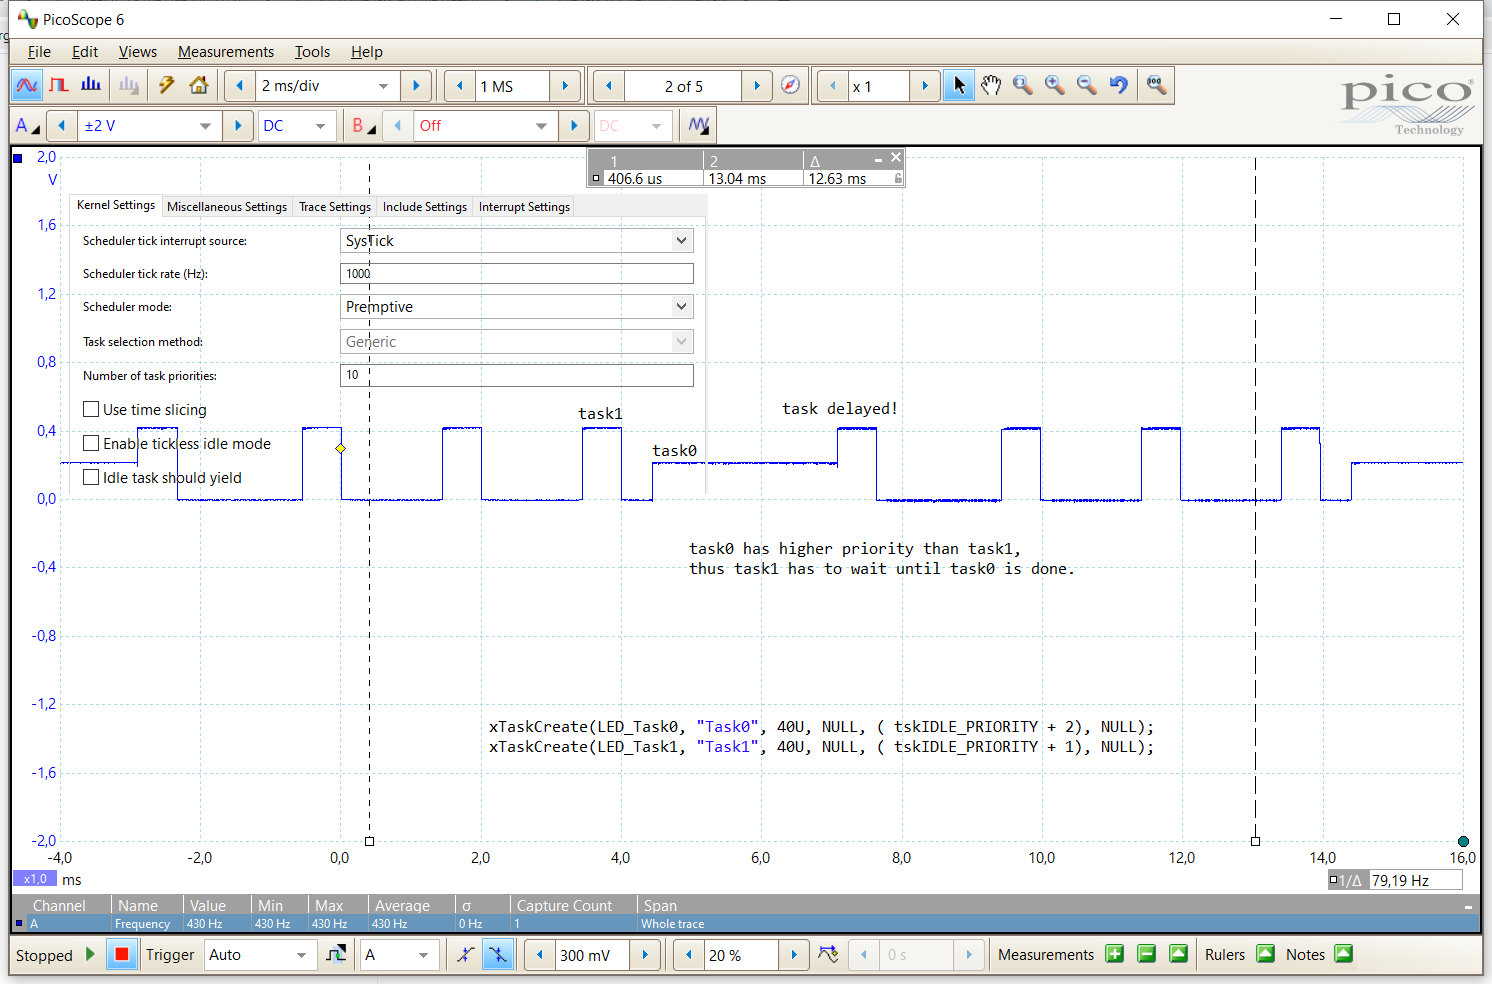 PicoScope 6
File Edit Views Measurements Tools Help
2 ms/div 1 MS 2 of 5 x 1
pico
Technology
A ±2 V DC B Off DC
2,0
V
1 2 Δ
406.6 us 13.04 ms 12.63 ms
Kernel Settings Miscellaneous Settings Trace Settings Include Settings Interrupt Settings
1,6
Scheduler tick interrupt source: SysTick
Scheduler tick rate (Hz): 1000
1,2
Scheduler mode: Premptive
Task selection method: Generic
0,8
Number of task priorities: 10
Use time slicing
task1
task delayed!
0,4
Enable tickless idle mode
task0
Idle task should yield
0,0
task0 has higher priority than task1,
-0,4
thus task1 has to wait until task0 is done.
-0,8
-1,2
xTaskCreate(LED_Task0, "Task0", 40U, NULL, ( tskIDLE_PRIORITY + 2), NULL);
xTaskCreate(LED_Task1, "Task1", 40U, NULL, ( tskIDLE_PRIORITY + 1), NULL);
-1,6
-2,0
-4,0 -2,0 0,0 2,0 4,0 6,0 8,0 10,0 12,0 14,0 16,0
x1,0 ms
1/Δ 79,19 Hz
Channel Name Value Min Max Average σ Capture Count Span
A Frequency 430 Hz 430 Hz 430 Hz 430 Hz 0 Hz 1 Whole trace
Stopped Trigger Auto A 300 mV 20 % 0 s Measurements Rulers Notes